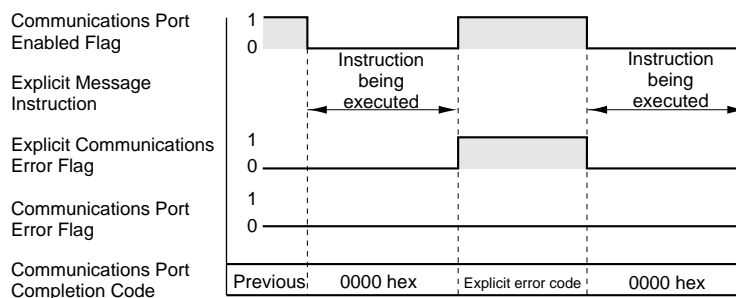 Communications Port
Enabled Flag
1
0
Explicit Message
Instruction
Instruction
being
executed
Instruction
being
executed
Explicit Communications
Error Flag
1
0
Communications Port
Error Flag
1
0
Communications Port
Completion Code
Previous
0000 hex
Explicit error code
0000 hex